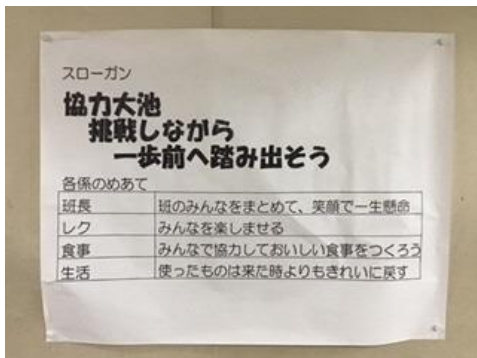 スローガン
協力大池
挑戦しながら
一歩前へ踏み出そう
各係のめあて
班長 班のみんなをまとめて、笑顔で一生懸命
レク みんなを楽しませる
食事 みんなで協力しておいしい食事をつくろう
生活 使ったものは来た時よりもきれいに戻す